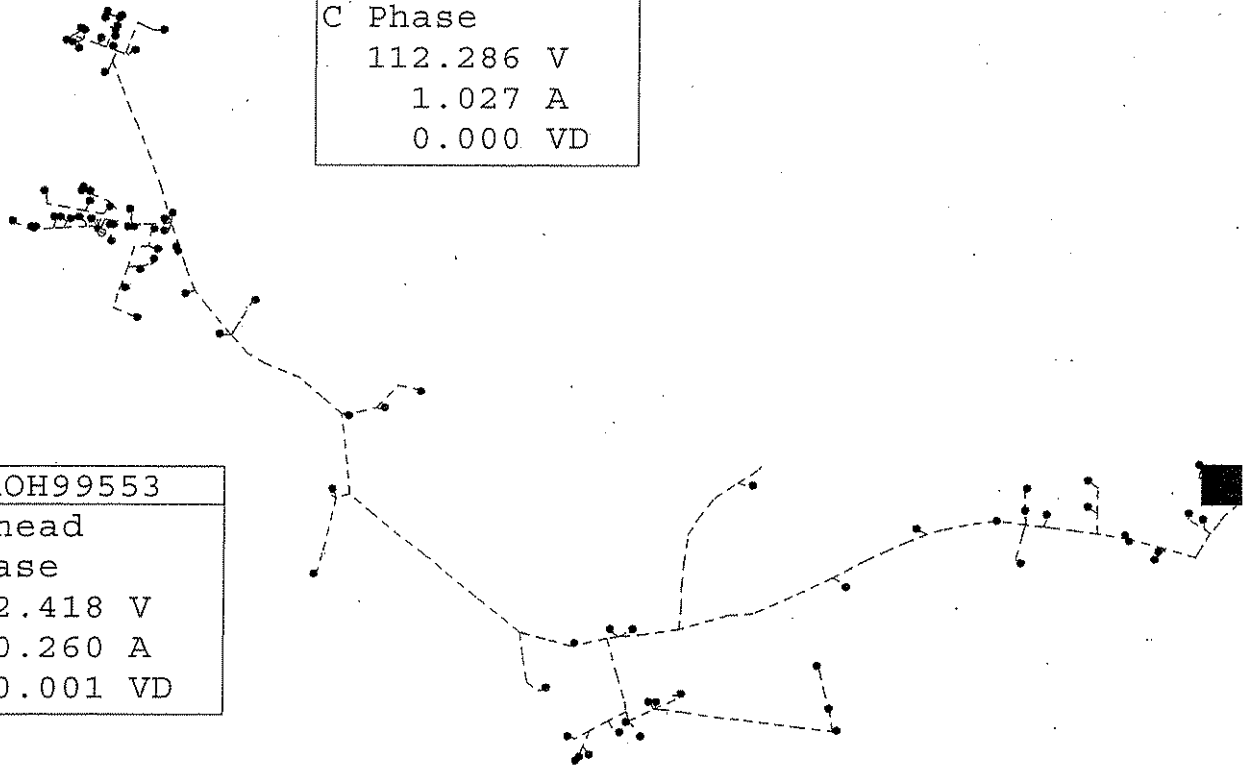 C Phase
112.286 V
1.027 A
0.000 VD
OH99553
head
ase
2.418 V
0.260 A
0.001 VD